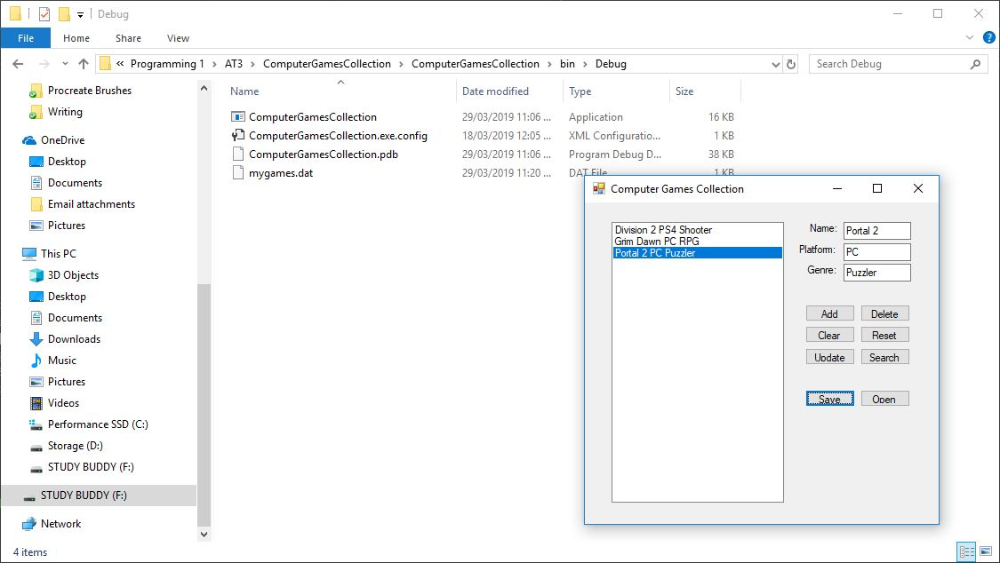 Debug
File Home Share View
« Programming 1 > AT3 > ComputerGamesCollection > ComputerGamesCollection > bin > Debug
Search Debug
Procreate Brushes
Writing
OneDrive
Desktop
Documents
Email attachments
Pictures
This PC
3D Objects
Desktop
Documents
Downloads
Music
Pictures
Videos
Performance SSD (C:)
Storage (D:)
STUDY BUDDY (F:)
STUDY BUDDY (F:)
Network
Name Date modified Type Size
ComputerGamesCollection 29/03/2019 11:06 ... Application 16 KB
ComputerGamesCollection.exe.config 18/03/2019 12:05 ... XML Configuratio... 1 KB
ComputerGamesCollection.pdb 29/03/2019 11:06 ... Program Debug D... 38 KB
mygames.dat 29/03/2019 11:20 ... DAT File 1 KB
Computer Games Collection
Division 2 PS4 Shooter
Grim Dawn PC RPG
Portal 2 PC Puzzler
Name: Portal 2
Platform: PC
Genre: Puzzler
Add Delete
Clear Reset
Update Search
Save Open
4 items